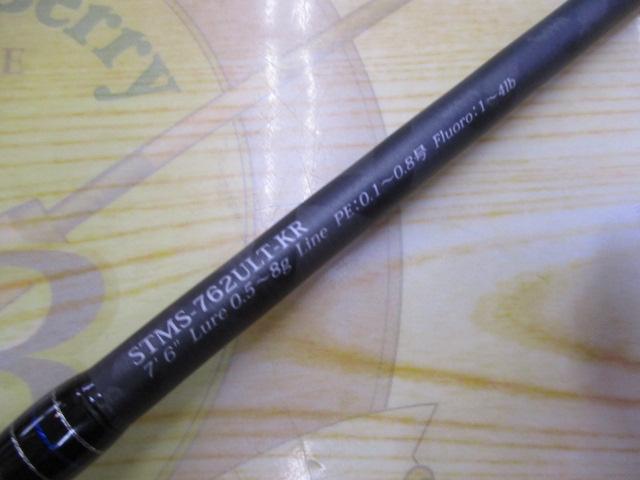 STMS-762ULT-KR
7' 6" Lure 0.5~8g Line PE:0.1~0.8号 Fluoro:1~4lb
erry
E